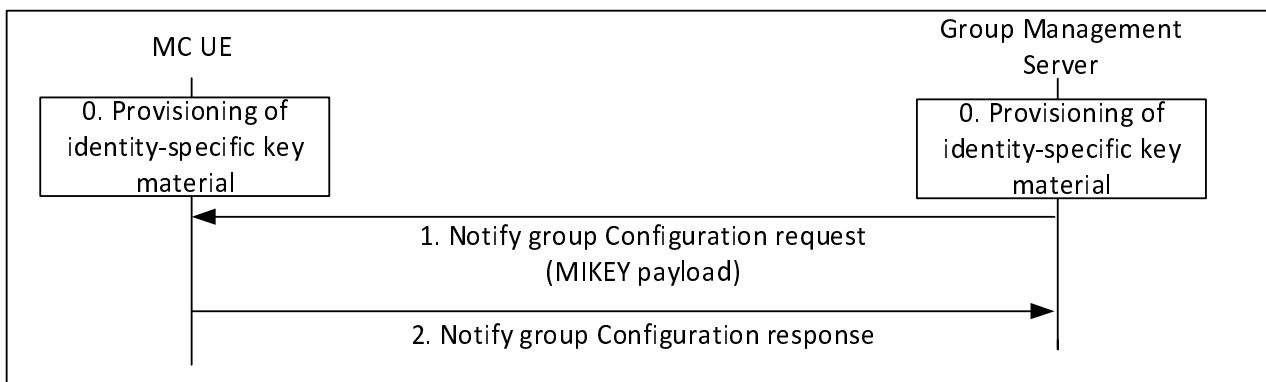 MC UE
Group Management
Server
0. Provisioning of
identity-specific key
material
0. Provisioning of
identity-specific key
material
1. Notify group Configuration request
(MIKEY payload)
2. Notify group Configuration response